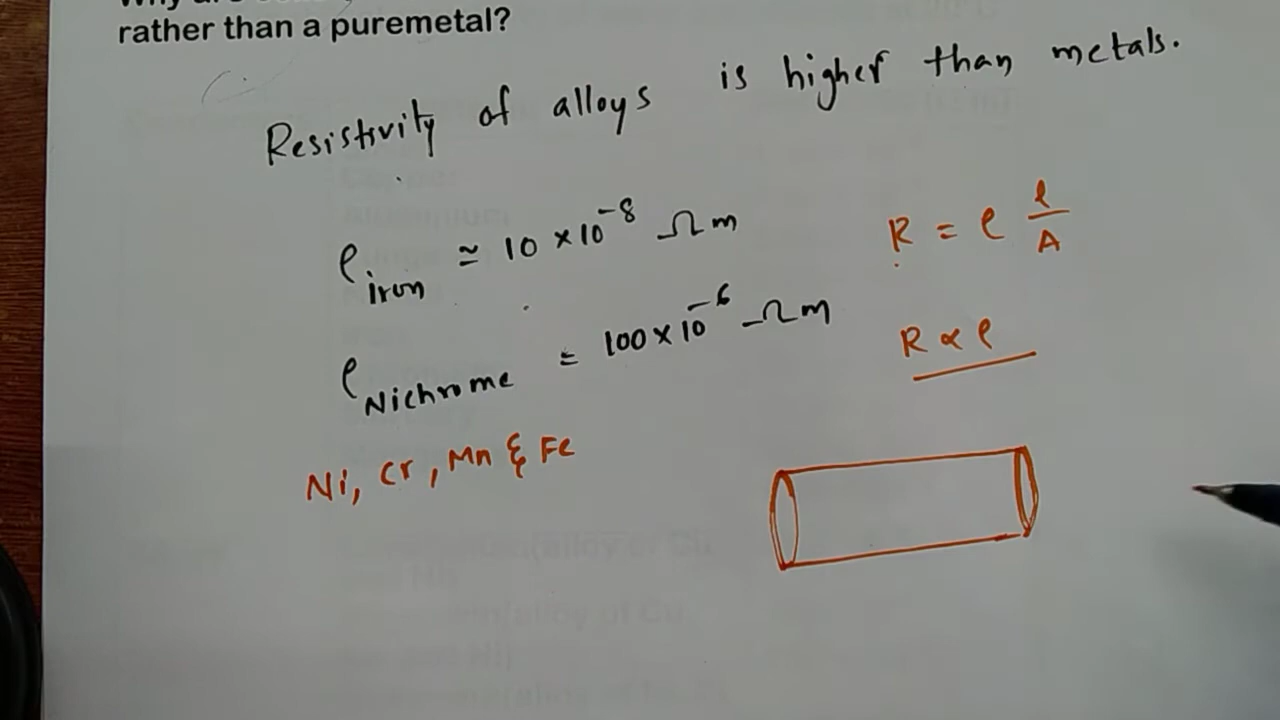 rather than a puremetal?
Resistivity of alloys is higher than metals.
ρiron ≃ 10 × 10⁻⁸ Ωm
R = ρ l/A
ρNichrome = 100 × 10⁻⁶ Ωm
R ∝ ρ
Ni, Cr, Mn & Fe